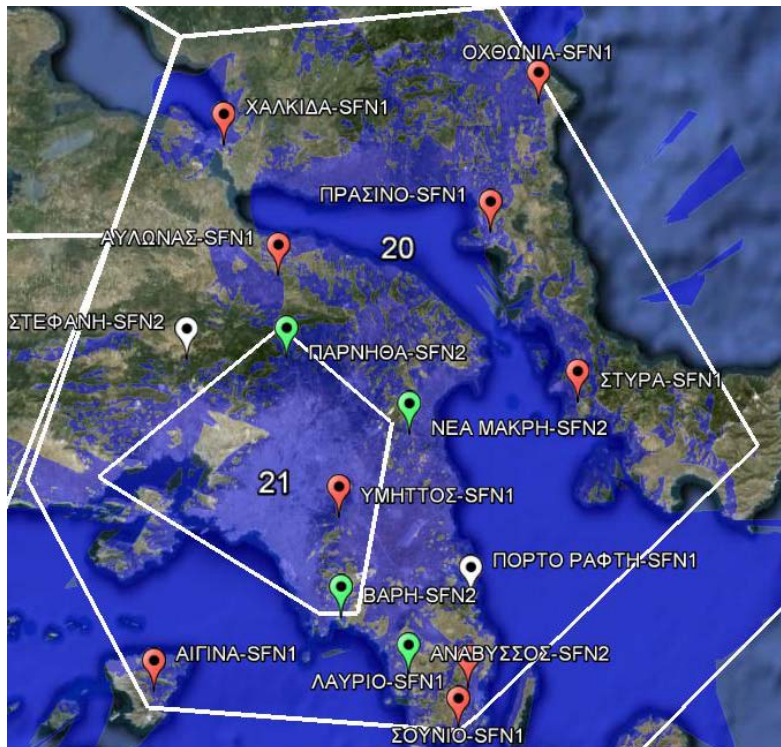 ΟΧΘΩΝΙΑ-SFN1
ΧΑΛΚΙΔΑ-SFN1
ΠΡΑΣΙΝΟ-SFN1
ΑΥΛΩΝΑΣ-SFN1
20
ΣΤΕΦΑΝΗ-SFN2
ΠΑΡΝΗΘΑ-SFN2
ΣΤΥΡΑ-SFN1
ΝΕΑ ΜΑΚΡΗ-SFN2
21
ΥΜΗΤΤΟΣ-SFN1
ΠΟΡΤΟ ΡΑΦΤΗ-SFN1
ΒΑΡΗ-SFN2
ΑΙΓΙΝΑ-SFN1
ΑΝΑΒΥΣΣΟΣ-SFN2
ΛΑΥΡΙΟ-SFN1
ΣΟΥΝΙΟ-SFN1